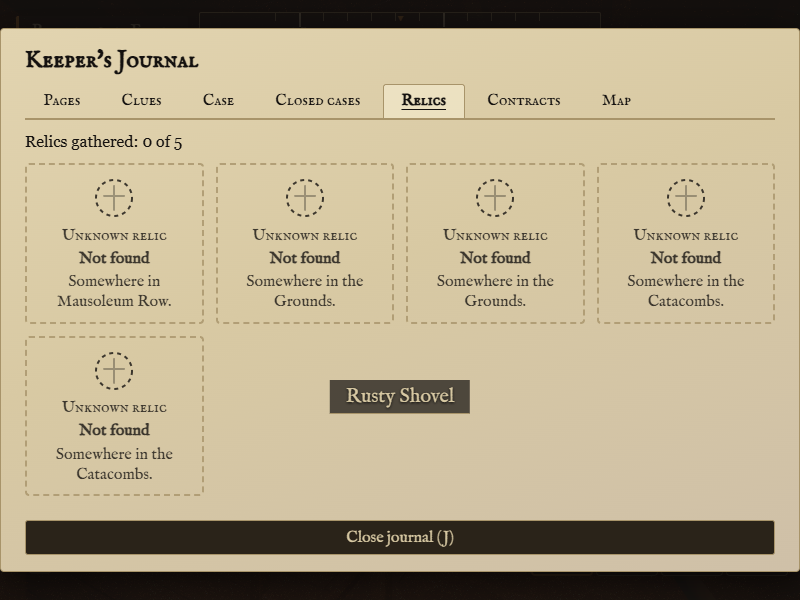 Keeper's Journal
Pages Clues Case Closed cases Relics Contracts Map
Relics gathered: 0 of 5
Unknown relic
Not found
Somewhere in
Mausoleum Row.
Unknown relic
Not found
Somewhere in the
Grounds.
Unknown relic
Not found
Somewhere in the
Grounds.
Unknown relic
Not found
Somewhere in the
Catacombs.
Unknown relic
Not found
Somewhere in the
Catacombs.
Rusty Shovel
Close journal (J)